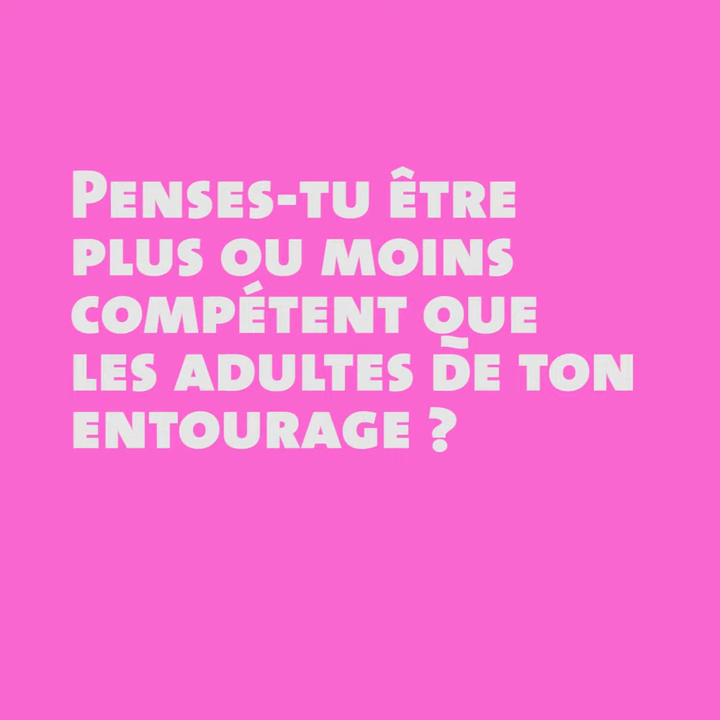 Penses-tu être
plus ou moins
compétent que
les adultes de ton
entourage ?